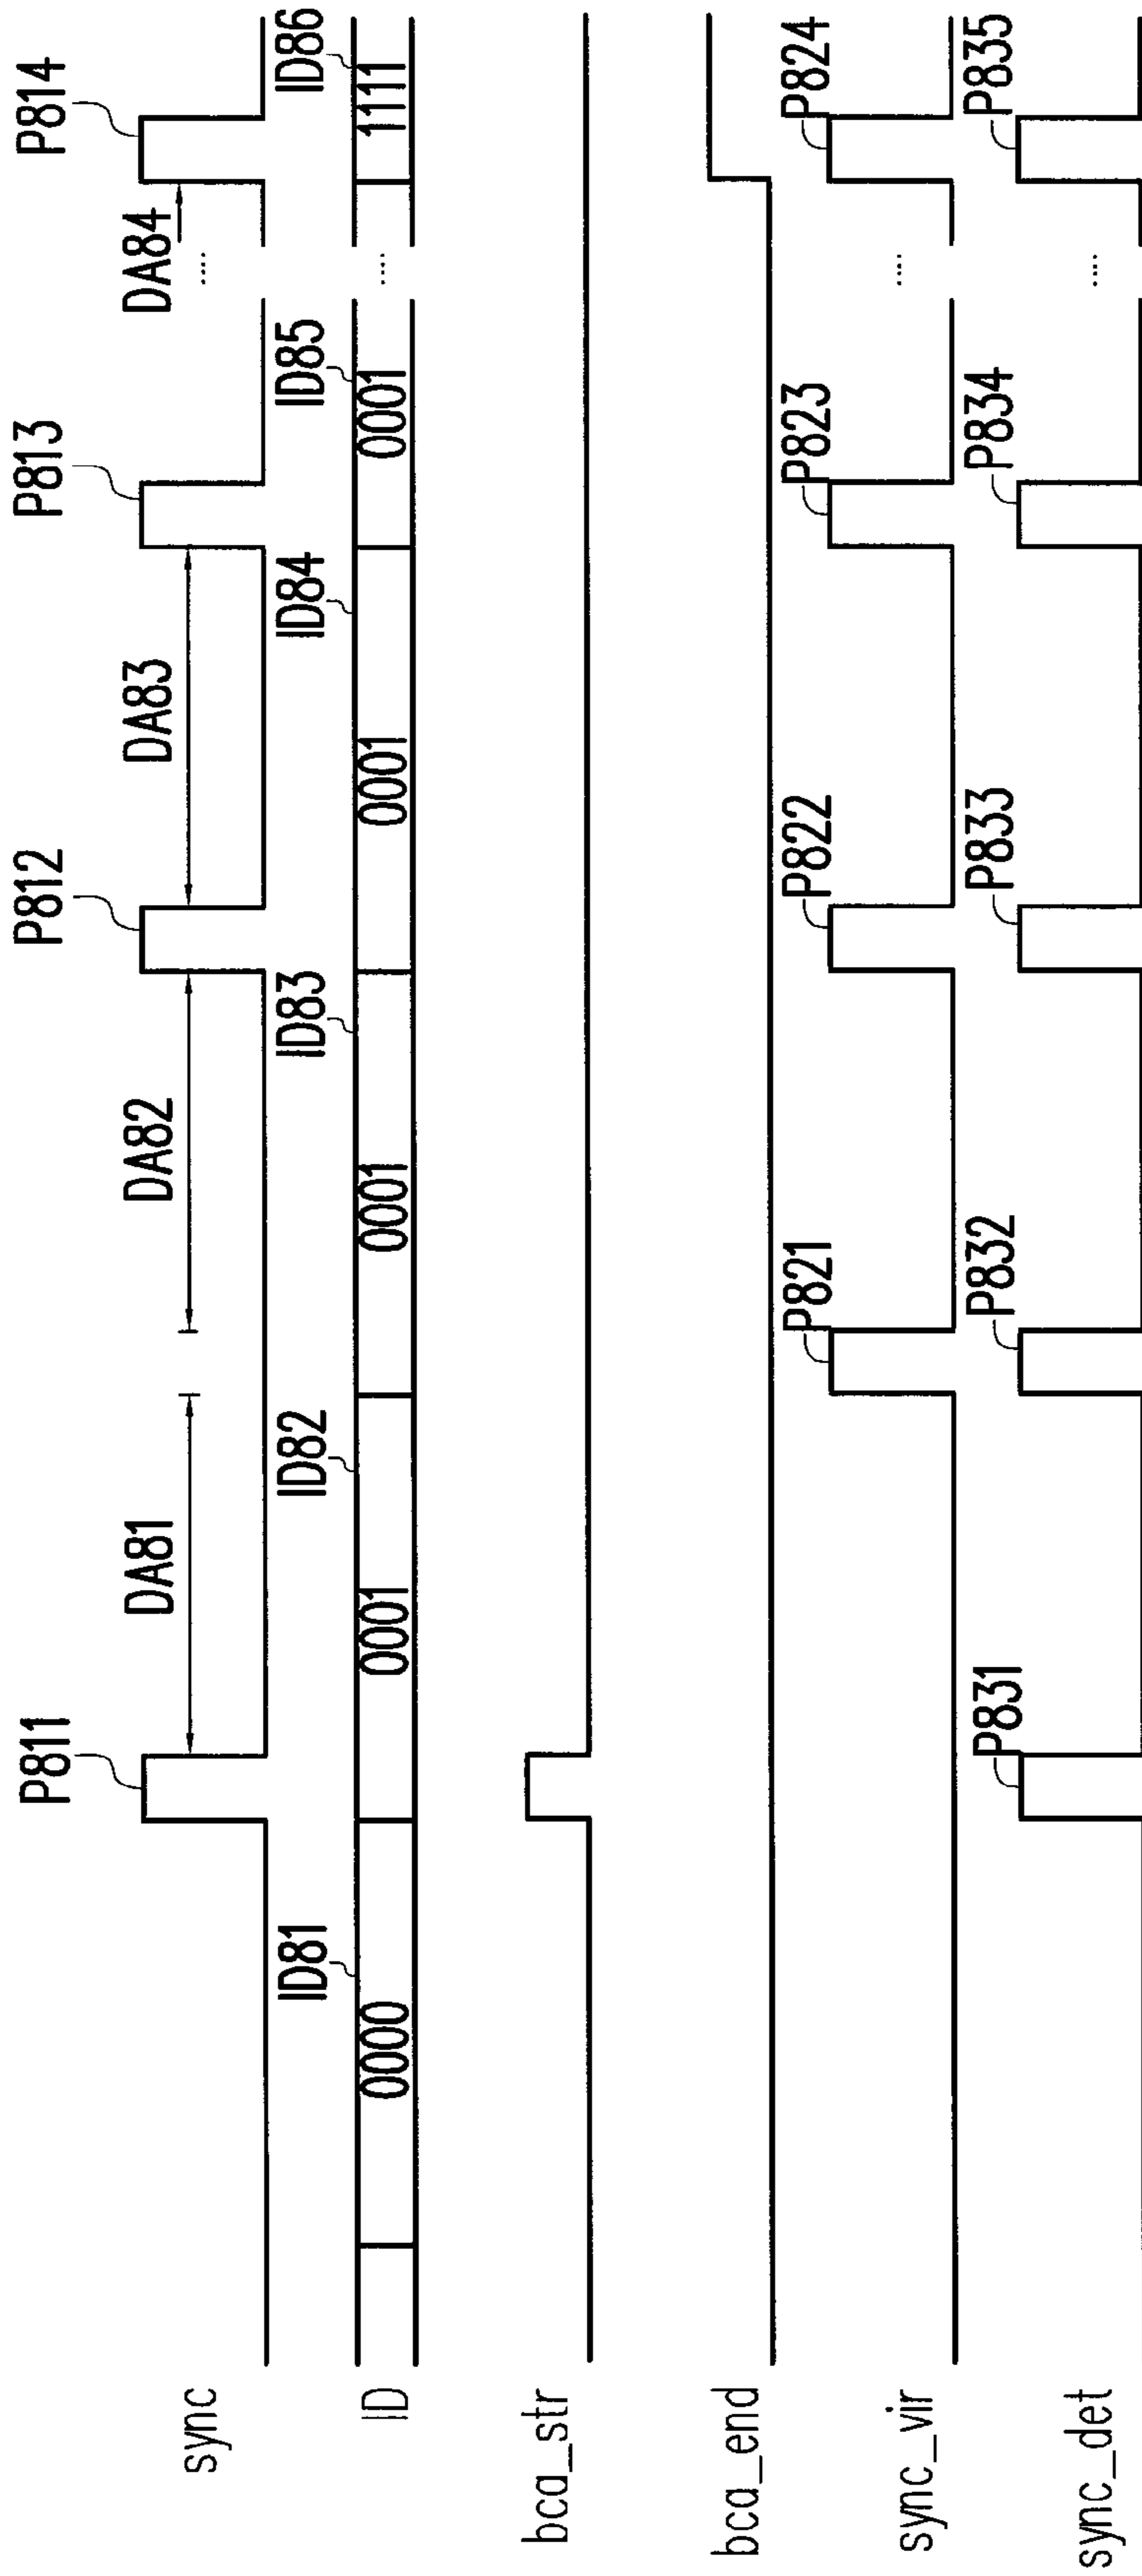 P811 P812 P813 P814
DA81 DA82 DA83 DA84 ....
sync
ID81 ID82 ID83 ID84 ID85 ID86
ID 0000 0001 0001 0001 0001 .... 1111
bca_str
bca_end
P821 P822 P823 P824
sync_vir ....
P831 P832 P833 P834 P835
sync_det ....